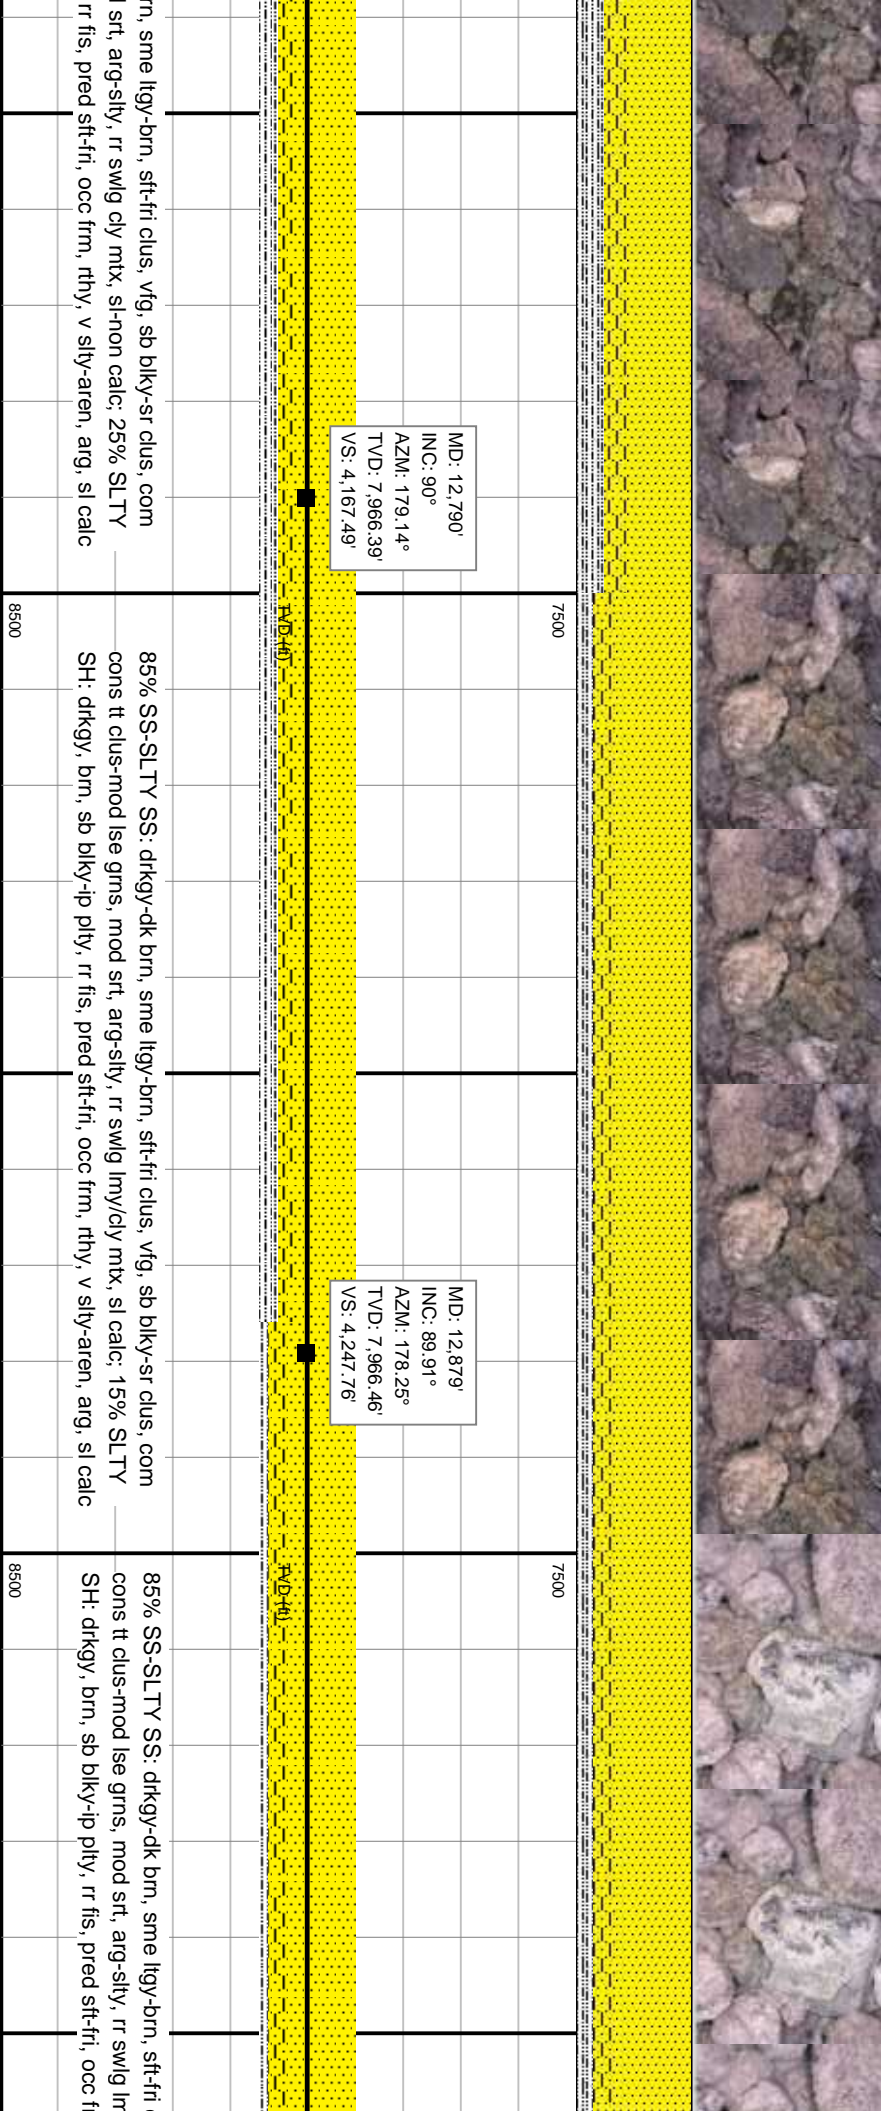 rn, sme ltgy-brn, sft-fri clus, vfg, sb blky-sr clus, com
l srt, arg-slty, rr swlg cly mtx, sl-non calc; 25% SLTY
rr fis, pred sft-fri, occ frm, rthy, v slty-aren, arg, sl calc
MD: 12,790'
INC: 90°
AZM: 179.14°
TVD: 7,966.39'
VS: 4,167.49'
7500
TVD (ft)
8500
85% SS-SLTY SS: drkgy-dk brn, sme ltgy-brn, sft-fri clus, vfg, sb blky-sr clus, com
cons tt clus-mod lse grns, mod srt, arg-slty, rr swlg lmy/cly mtx, sl calc; 15% SLTY
SH: drkgy, brn, sb blky-ip plty, rr fis, pred sft-fri, occ frm, rthy, v slty-aren, arg, sl calc
MD: 12,879'
INC: 89.91°
AZM: 178.25°
TVD: 7,966.46'
VS: 4,247.76'
7500
TVD (ft)
8500
85% SS-SLTY SS: drkgy-dk brn, sme ltgy-brn, sft-fri
cons tt clus-mod lse grns, mod srt, arg-slty, rr swlg
SH: drkgy, brn, sb blky-ip plty, rr fis, pred sft-fri, occ